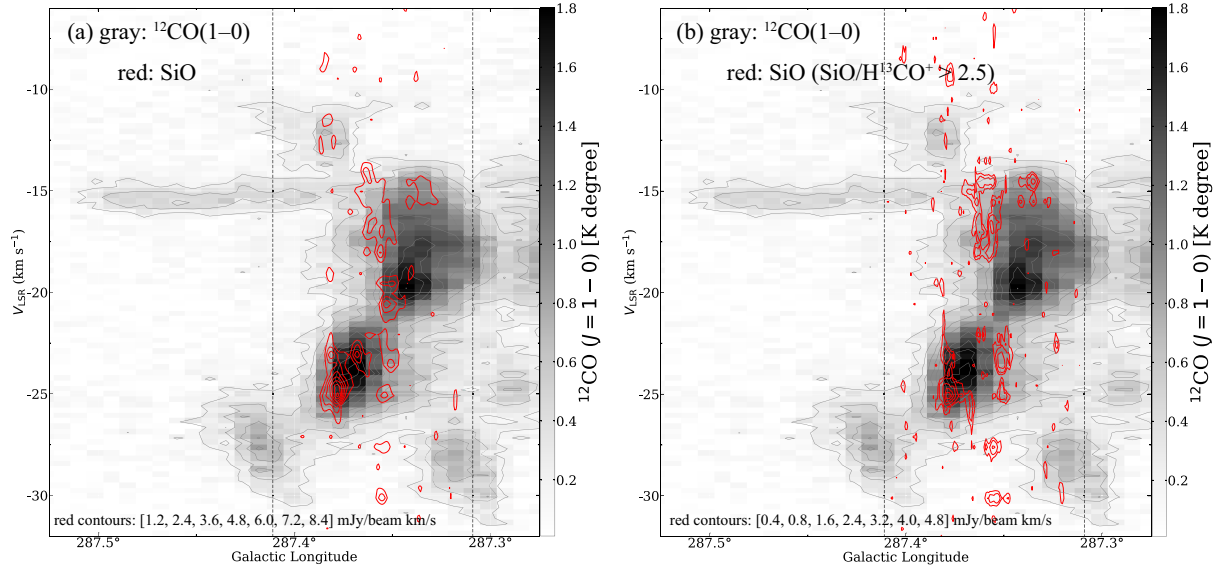 (a) gray: ¹²CO(1–0)
red: SiO
-10
-15
-20
-25
-30
V_LSR (km s⁻¹)
red contours: [1.2, 2.4, 3.6, 4.8, 6.0, 7.2, 8.4] mJy/beam km/s
287.5°
287.4°
287.3°
Galactic Longitude
1.8
1.6
1.4
1.2
1.0
0.8
0.6
0.4
0.2
¹²CO (J = 1 − 0) [K degree]
(b) gray: ¹²CO(1–0)
red: SiO (SiO/H¹³CO⁺ > 2.5)
-10
-15
-20
-25
-30
V_LSR (km s⁻¹)
red contours: [0.4, 0.8, 1.6, 2.4, 3.2, 4.0, 4.8] mJy/beam km/s
287.5°
287.4°
287.3°
Galactic Longitude
1.8
1.6
1.4
1.2
1.0
0.8
0.6
0.4
0.2
¹²CO (J = 1 − 0) [K degree]